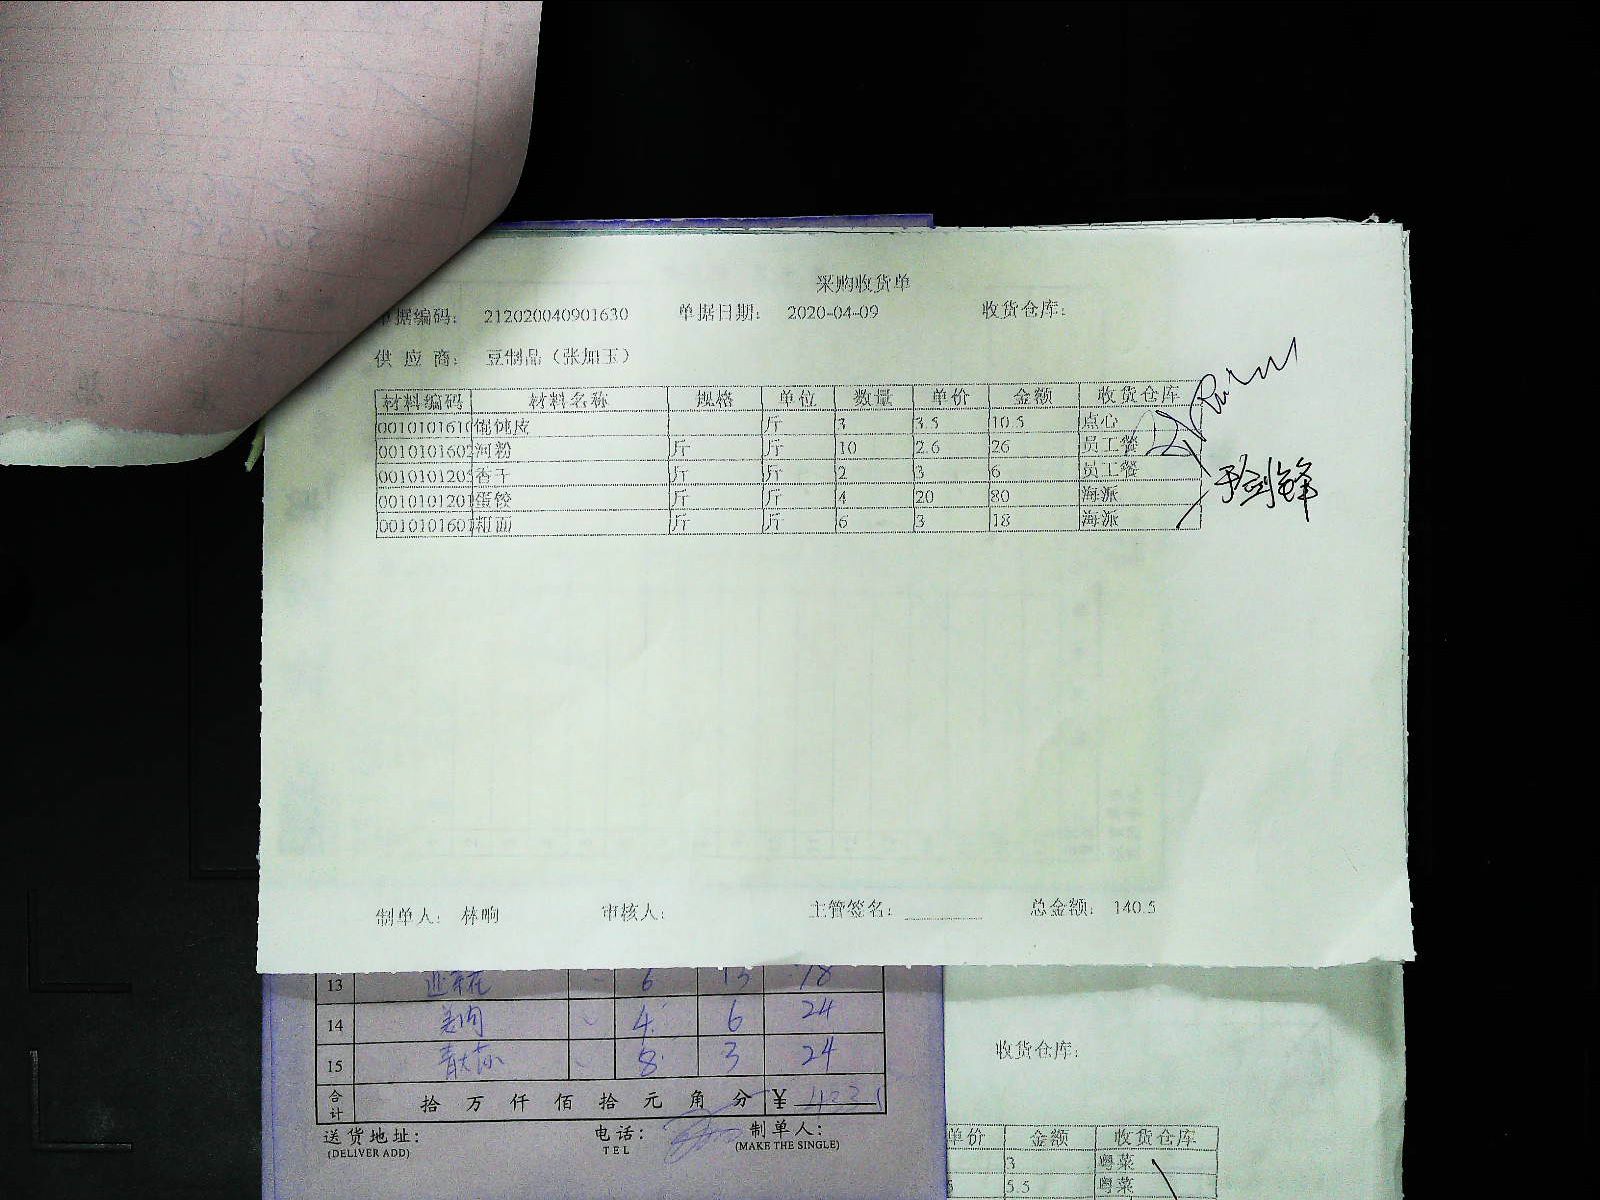 采购收货单
单据编码： 212020040901630 单据日期： 2020-04-09 收货仓库：
供 应 商： 豆制品（张加玉）
材料编码 材料名称 规格 单位 数量 单价 金额 收货仓库
0010101610 馄饨皮 斤 3 3.5 10.5 点心
0010101602 河粉 斤 斤 10 2.6 26 员工餐
0010101205 香干 斤 斤 2 3 6 员工餐
0010101201 蛋饺 斤 斤 4 20 80 海派
0010101601 粗面 斤 斤 6 3 18 海派
制单人： 林响 审核人： 主管签名： 总金额： 140.5
13 6 13 78
14 4 6 24
15 8 3 24
合计 拾 万 仟 佰 拾 元 角 分 ¥
送货地址： 电话： 制单人：
(DELIVER ADD) TEL (MAKE THE SINGLE)
收货仓库：
单价 金额 收货仓库
3 粤菜
5.5 粤菜